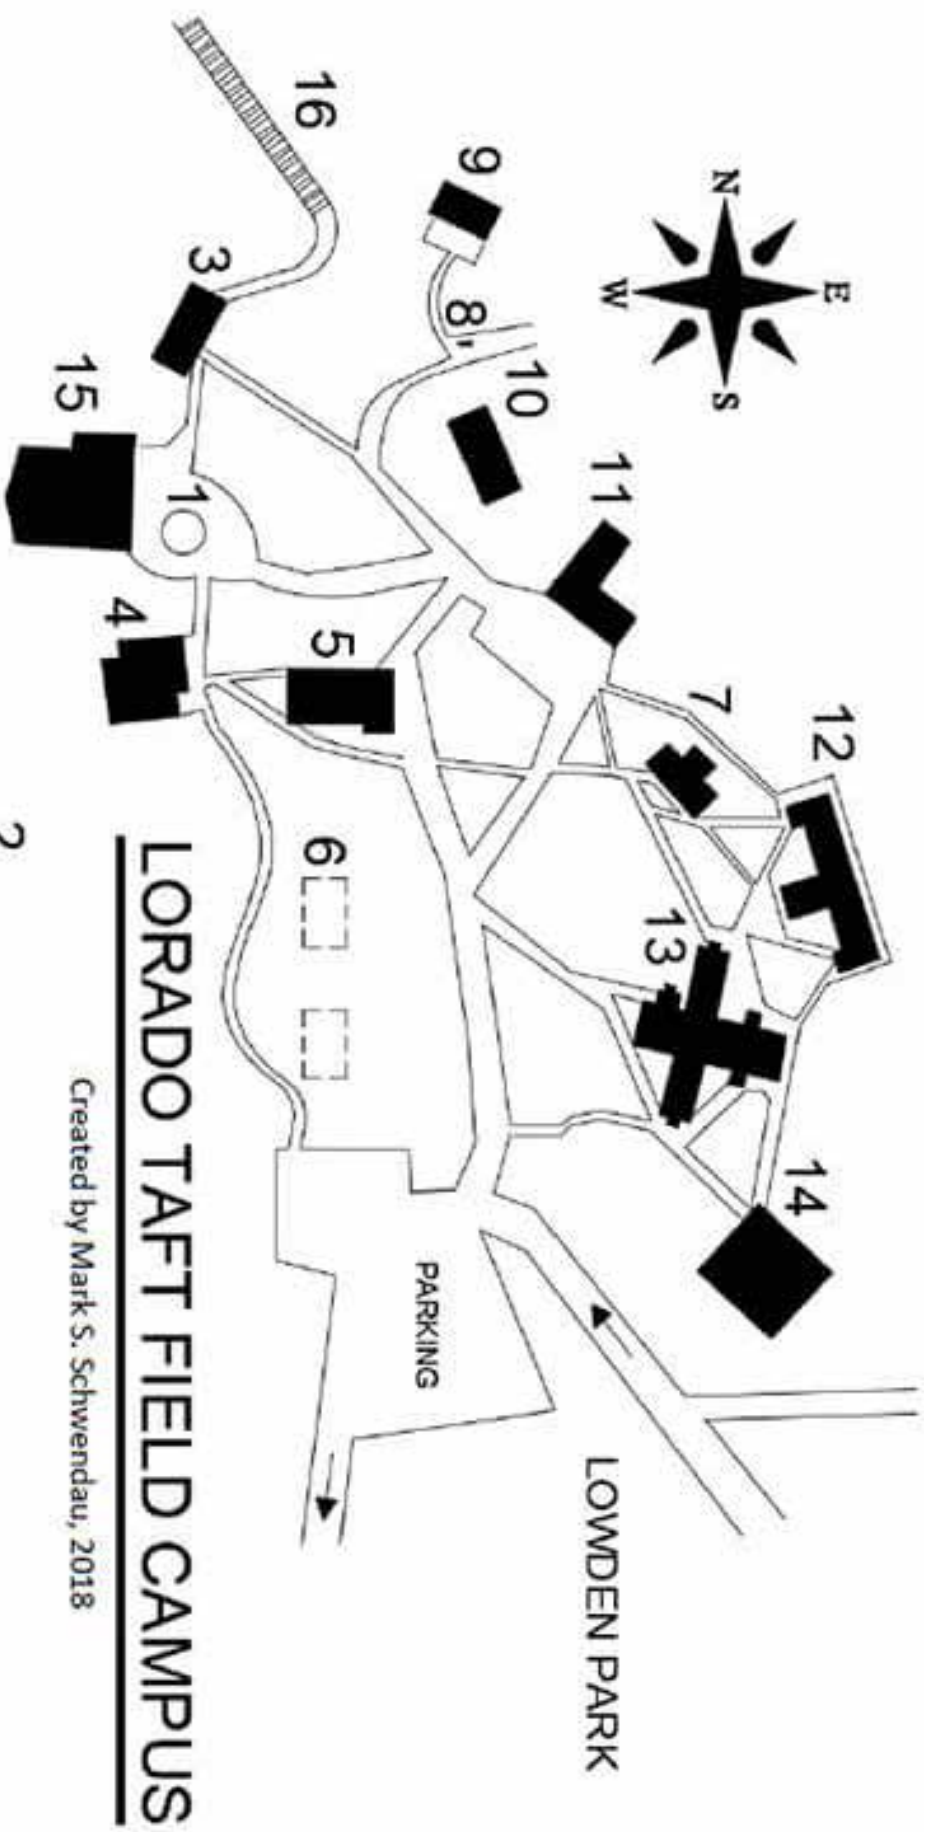 E
12
14
N
S
7
13
W
11
LOWDEN PARK
10
9
8'
PARKING
5
6
16
3
1
LORADO TAFT FIELD CAMPUS
4
15
Created by Mark S. Schwendau, 2018
2